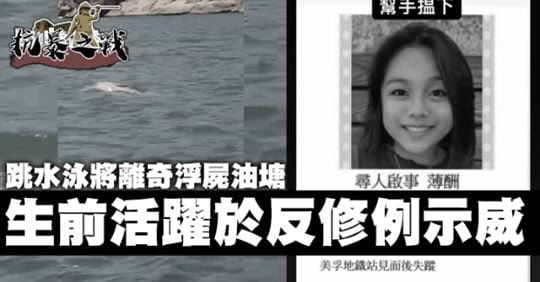 抗暴之戰
幫手搵下
尋人啟事 薄酬
跳水泳將離奇浮屍油塘
生前活躍於反修例示威
美孚地鐵站見面後失蹤